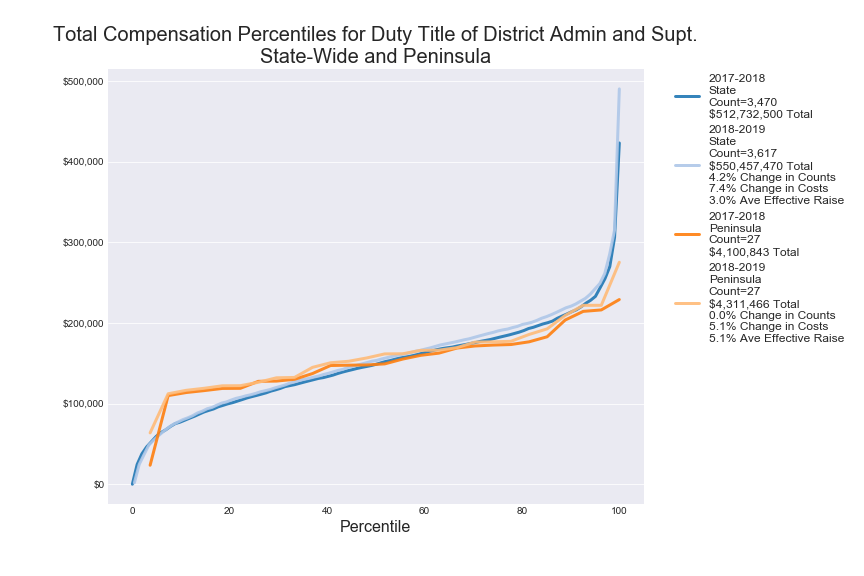 Total Compensation Percentiles for Duty Title of District Admin and Supt.
State-Wide and Peninsula
$500,000
$400,000
$300,000
$200,000
$100,000
$0
0
20
40
60
80
100
Percentile
2017-2018
State
Count=3,470
$512,732,500 Total
2018-2019
State
Count=3,617
$550,457,470 Total
4.2% Change in Counts
7.4% Change in Costs
3.0% Ave Effective Raise
2017-2018
Peninsula
Count=27
$4,100,843 Total
2018-2019
Peninsula
Count=27
$4,311,466 Total
0.0% Change in Counts
5.1% Change in Costs
5.1% Ave Effective Raise